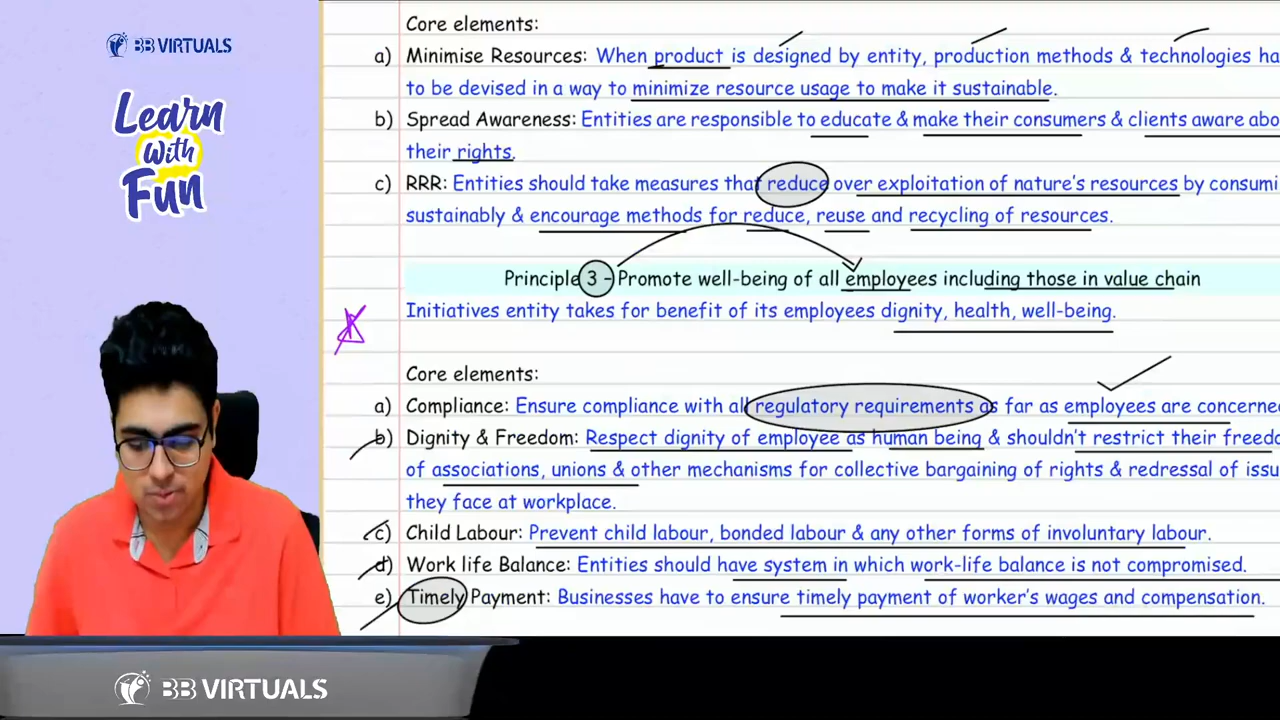 BB VIRTUALS
Learn
With
Fun
Core elements:
a) Minimise Resources: When product is designed by entity, production methods & technologies ha
to be devised in a way to minimize resource usage to make it sustainable.
b) Spread Awareness: Entities are responsible to educate & make their consumers & clients aware abo
their rights.
c) RRR: Entities should take measures that reduce over exploitation of nature's resources by consumi
sustainably & encourage methods for reduce, reuse and recycling of resources.
Principle 3 - Promote well-being of all employees including those in value chain
Initiatives entity takes for benefit of its employees dignity, health, well-being.
Core elements:
a) Compliance: Ensure compliance with all regulatory requirements as far as employees are concerne
b) Dignity & Freedom: Respect dignity of employee as human being & shouldn't restrict their freedo
of associations, unions & other mechanisms for collective bargaining of rights & redressal of issu
they face at workplace.
c) Child Labour: Prevent child labour, bonded labour & any other forms of involuntary labour.
d) Work life Balance: Entities should have system in which work-life balance is not compromised.
e) Timely Payment: Businesses have to ensure timely payment of worker's wages and compensation.
BB VIRTUALS